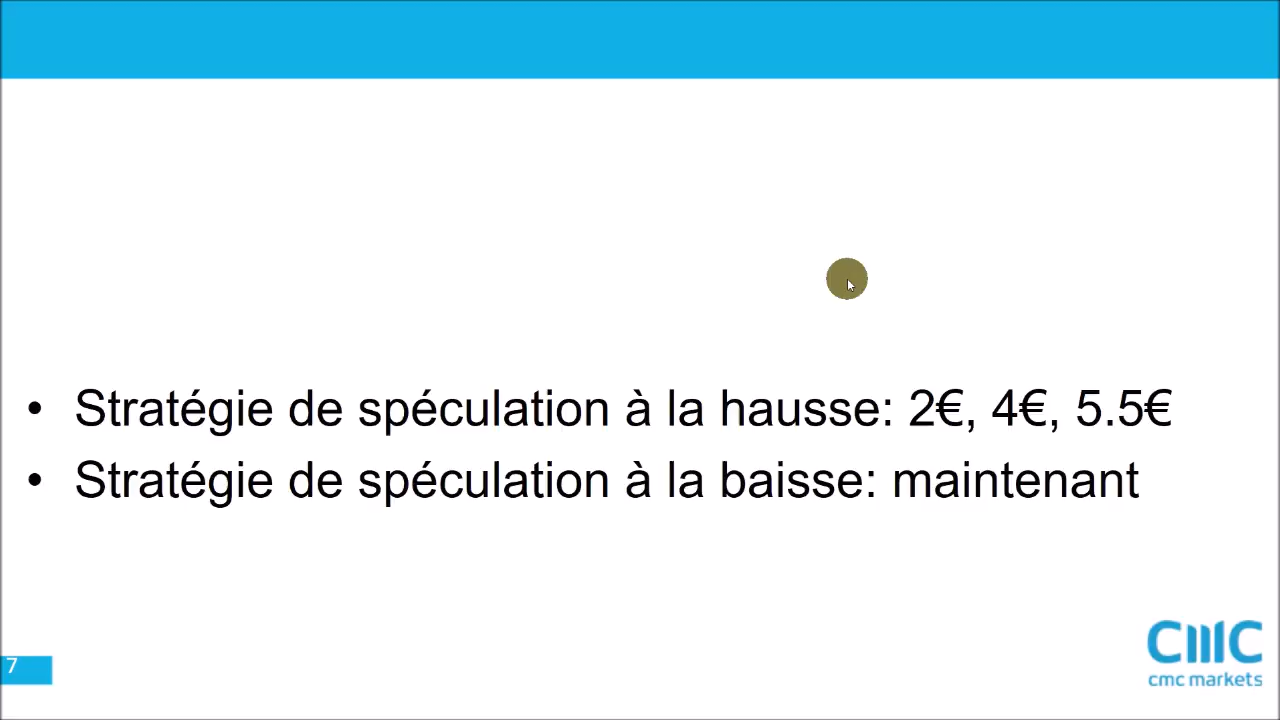 • Stratégie de spéculation à la hausse: 2€, 4€, 5.5€
• Stratégie de spéculation à la baisse: maintenant
7
cmc
cmc markets